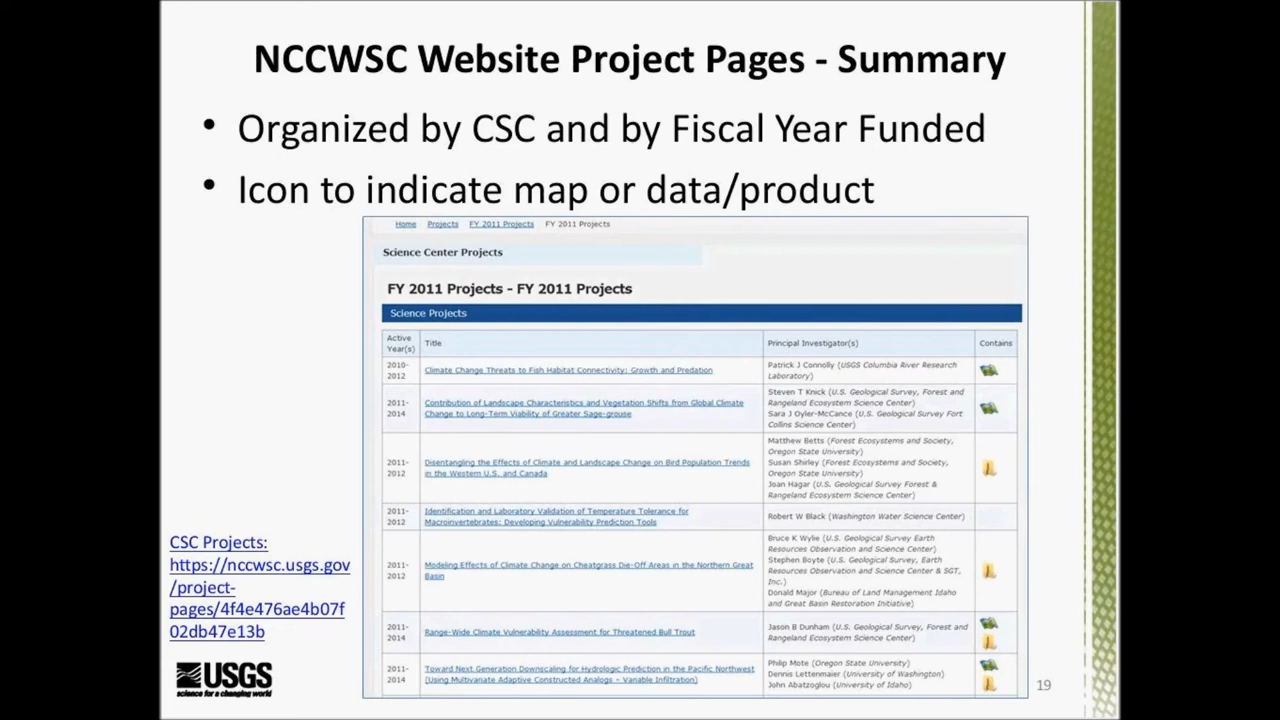 NCCWSC Website Project Pages - Summary
• Organized by CSC and by Fiscal Year Funded
• Icon to indicate map or data/product
Home Projects FY 2011 Projects FY 2011 Projects
Science Center Projects
FY 2011 Projects - FY 2011 Projects
Science Projects
Active
Year(s)
Title
Principal Investigator(s)
Contains
2010-
2012
Climate Change Threats to Fish Habitat Connectivity: Growth and Predation
Patrick J Connolly (USGS Columbia River Research
Laboratory)
2011-
2014
Contribution of Landscape Characteristics and Vegetation Shifts from Global Climate
Change to Long-Term Viability of Greater Sage-grouse
Steven T Knick (U.S. Geological Survey, Forest and
Rangeland Ecosystem Science Center)
Sara J Oyler-McCance (U.S. Geological Survey Fort
Collins Science Center)
2011-
2012
Disentangling the Effects of Climate and Landscape Change on Bird Population Trends
in the Western U.S. and Canada
Matthew Betts (Forest Ecosystems and Society,
Oregon State University)
Susan Shirley (Forest Ecosystems and Society,
Oregon State University)
Joan Hagar (U.S. Geological Survey Forest &
Rangeland Ecosystem Science Center)
2011-
2012
Identification and Laboratory Validation of Temperature Tolerance for
Macroinvertebrates: Developing Vulnerability Prediction Tools
Robert W Black (Washington Water Science Center)
2011-
2012
Modeling Effects of Climate Change on Cheatgrass Die-Off Areas in the Northern Great
Basin
Bruce K Wylie (U.S. Geological Survey Earth
Resources Observation and Science Center)
Stephen Boyte (U.S. Geological Survey, Earth
Resources Observation and Science Center & SGT,
Inc.)
Donald Major (Bureau of Land Management Idaho
and Great Basin Restoration Initiative)
2011-
2014
Range-Wide Climate Vulnerability Assessment for Threatened Bull Trout
Jason B Dunham (U.S. Geological Survey, Forest and
Rangeland Ecosystem Science Center)
2011-
2014
Toward Next Generation Downscaling for Hydrologic Prediction in the Pacific Northwest
(Using Multivariate Adaptive Constructed Analogs – Variable Infiltration)
Philip Mote (Oregon State University)
Dennis Lettenmaier (University of Washington)
John Abatzoglou (University of Idaho)
CSC Projects:
https://nccwsc.usgs.gov
/project-
pages/4f4e476ae4b07f
02db47e13b
USGS
science for a changing world
19